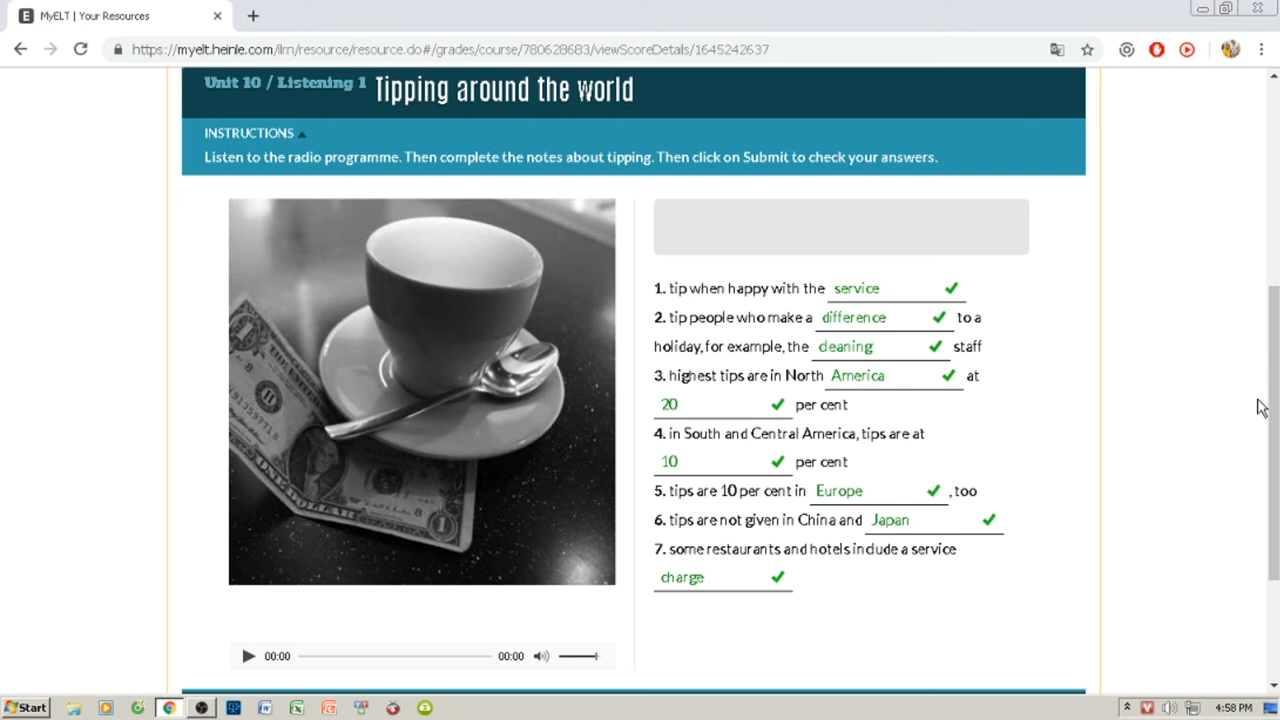 MyELT | Your Resources
https://myelt.heinle.com/ilrn/resource/resource.do#/grades/course/780628683/viewScoreDetails/1645242637
Unit 10 / Listening 1 Tipping around the world
INSTRUCTIONS
Listen to the radio programme. Then complete the notes about tipping. Then click on Submit to check your answers.
1. tip when happy with the service
2. tip people who make a difference to a
holiday, for example, the cleaning staff
3. highest tips are in North America at
20 per cent
4. in South and Central America, tips are at
10 per cent
5. tips are 10 per cent in Europe , too
6. tips are not given in China and Japan
7. some restaurants and hotels include a service
charge
ONE DOLLAR
00:00 00:00
Start
4:58 PM